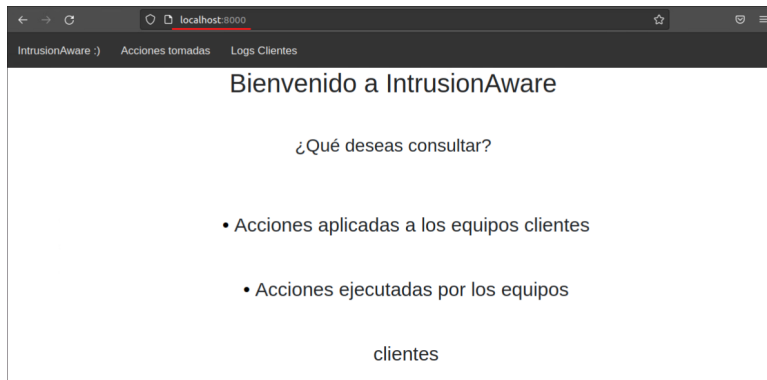 localhost:8000
IntrusionAware :) Acciones tomadas Logs Clientes
Bienvenido a IntrusionAware
¿Qué deseas consultar?
• Acciones aplicadas a los equipos clientes
• Acciones ejecutadas por los equipos
clientes